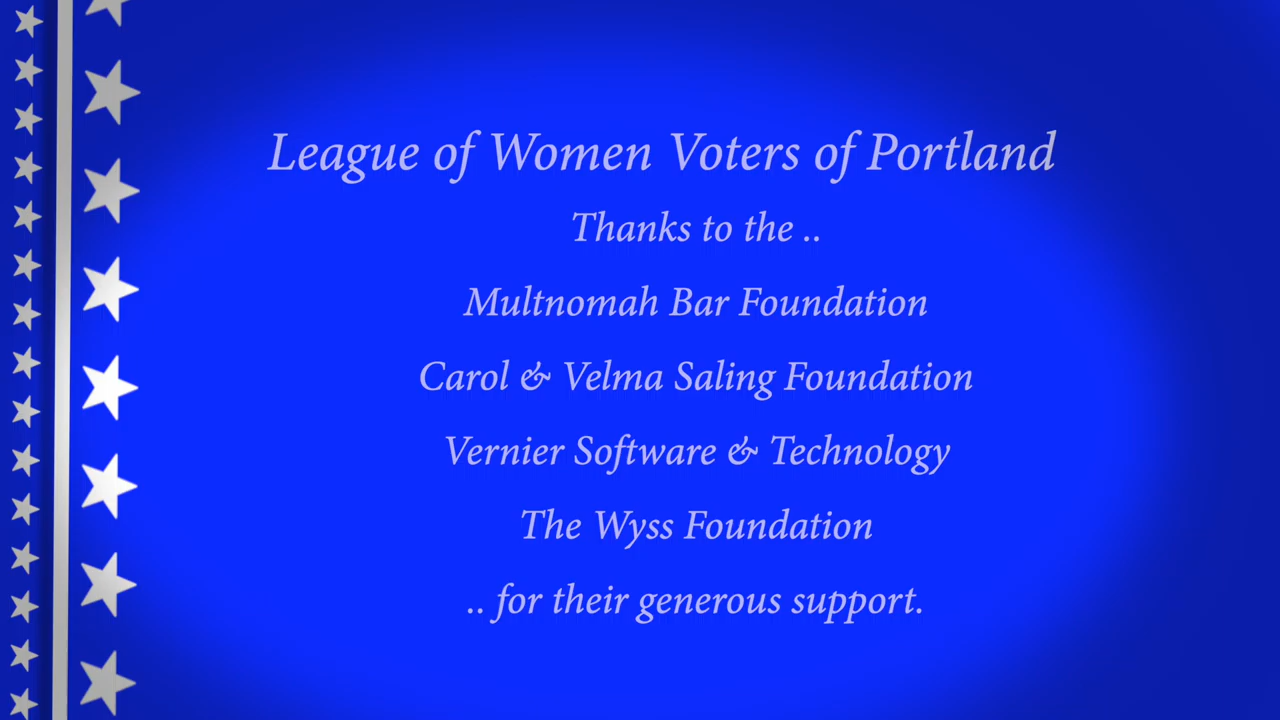 League of Women Voters of Portland
Thanks to the ..
Multnomah Bar Foundation
Carol & Velma Saling Foundation
Vernier Software & Technology
The Wyss Foundation
.. for their generous support.